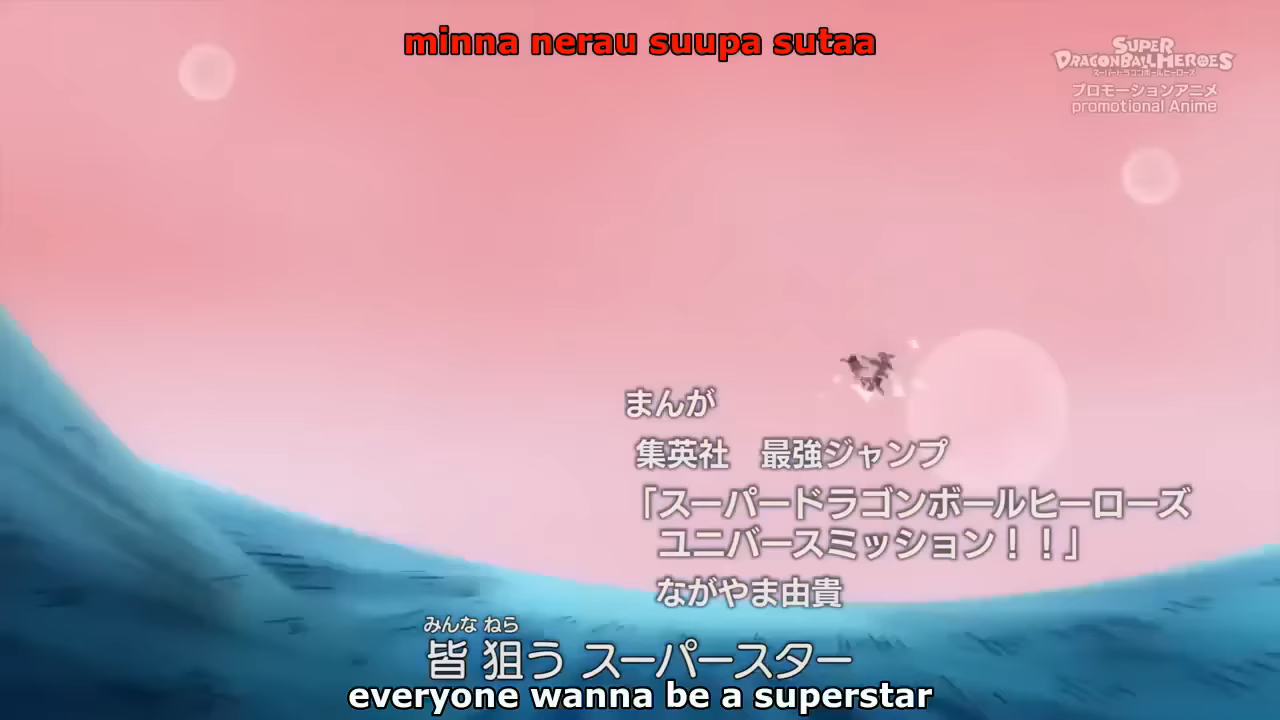 minna nerau suupa sutaa
SUPER
DRAGONBALL HEROES
スーパードラゴンボールヒーローズ
プロモーションアニメ
promotional Anime
まんが
集英社　最強ジャンプ
「スーパードラゴンボールヒーローズ
ユニバースミッション！！」
ながやま由貴
みんな ねら
皆 狙う スーパースター
everyone wanna be a superstar